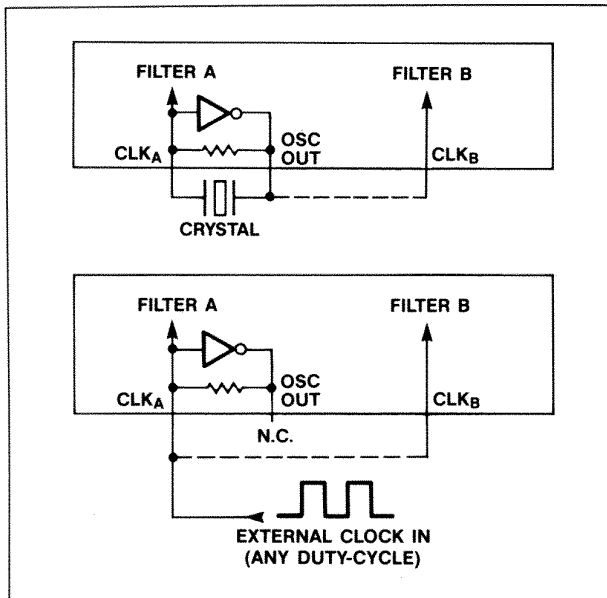 FILTER A
FILTER B
OSC
OUT
CLKA
CLKB
CRYSTAL
FILTER A
FILTER B
OSC
OUT
CLKA
CLKB
N.C.
EXTERNAL CLOCK IN
(ANY DUTY-CYCLE)